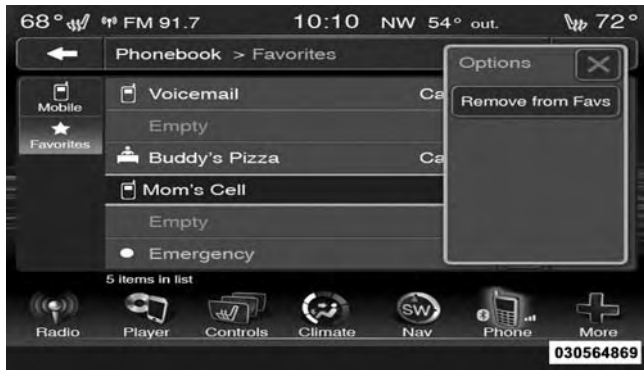 68° FM 91.7 10:10 NW 54° out. 72°
Phonebook > Favorites
Options
Mobile
Favorites
Voicemail Ca
Remove from Favs
Empty
Buddy's Pizza Ca
Mom's Cell
Empty
Emergency
5 items in list
SW
Radio Player Controls Climate Nav Phone More
030564869